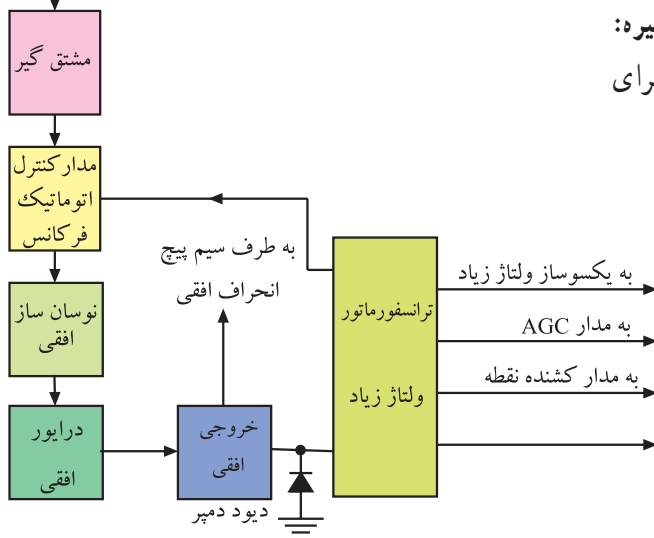 یره:
رای
مشتق گیر
مدار کنترل
اتوماتیک
فرکانس
نوسان ساز
افقی
درایور
افقی
خروجی
افقی
دیود دمپر
به طرف سیم پیچ
انحراف افقی
ترانسفورماتور
ولتاژ زیاد
به یکسوساز ولتاژ زیاد
به مدار AGC
به مدار کشنده نقطه